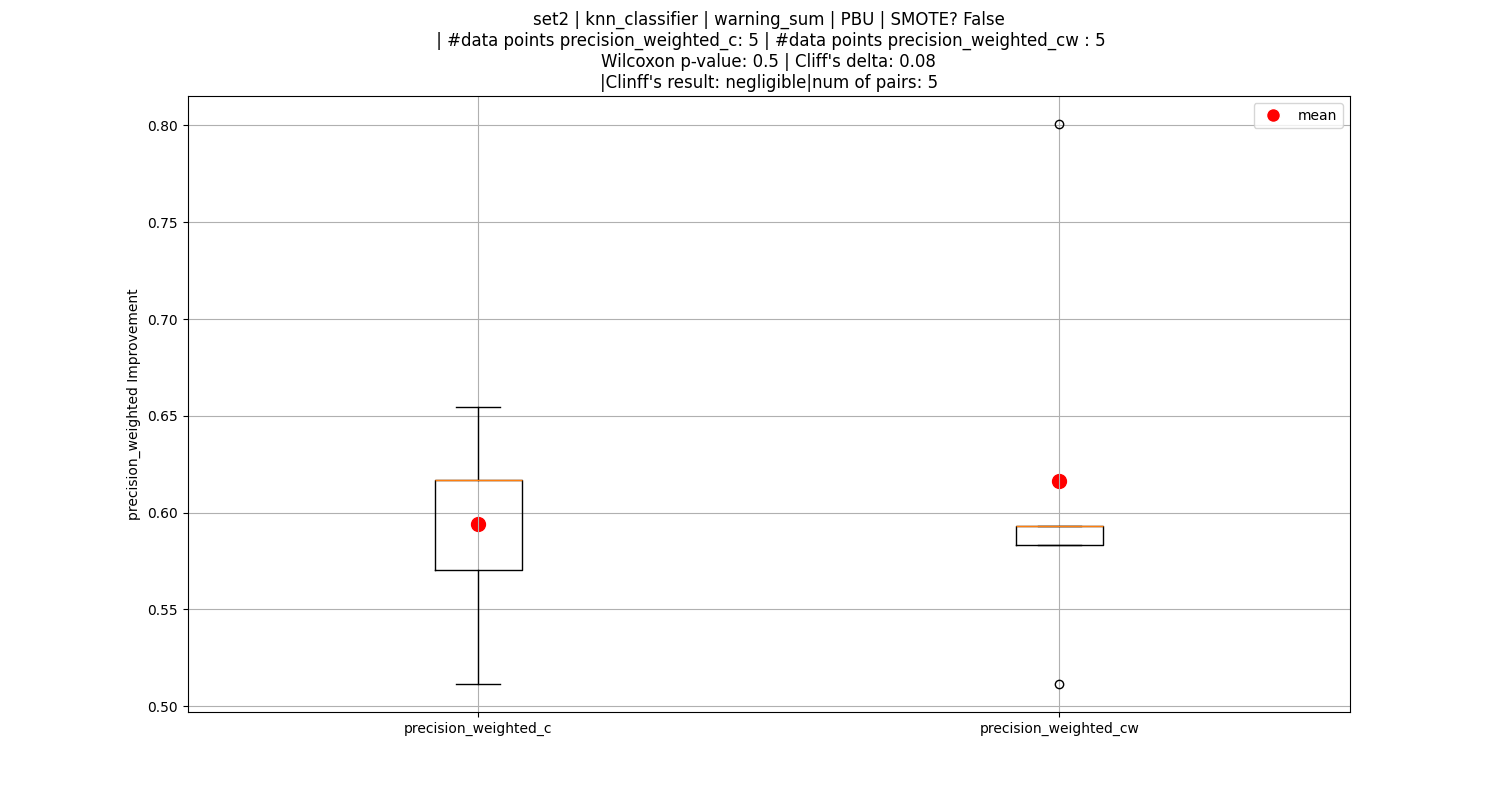 set2 | knn_classifier | warning_sum | PBU | SMOTE? False
| #data points precision_weighted_c: 5 | #data points precision_weighted_cw : 5
Wilcoxon p-value: 0.5 | Cliff's delta: 0.08
|Clinff's result: negligible|num of pairs: 5
mean
0.80
0.75
0.70
0.65
0.60
0.55
0.50
precision_weighted Improvement
precision_weighted_c
precision_weighted_cw